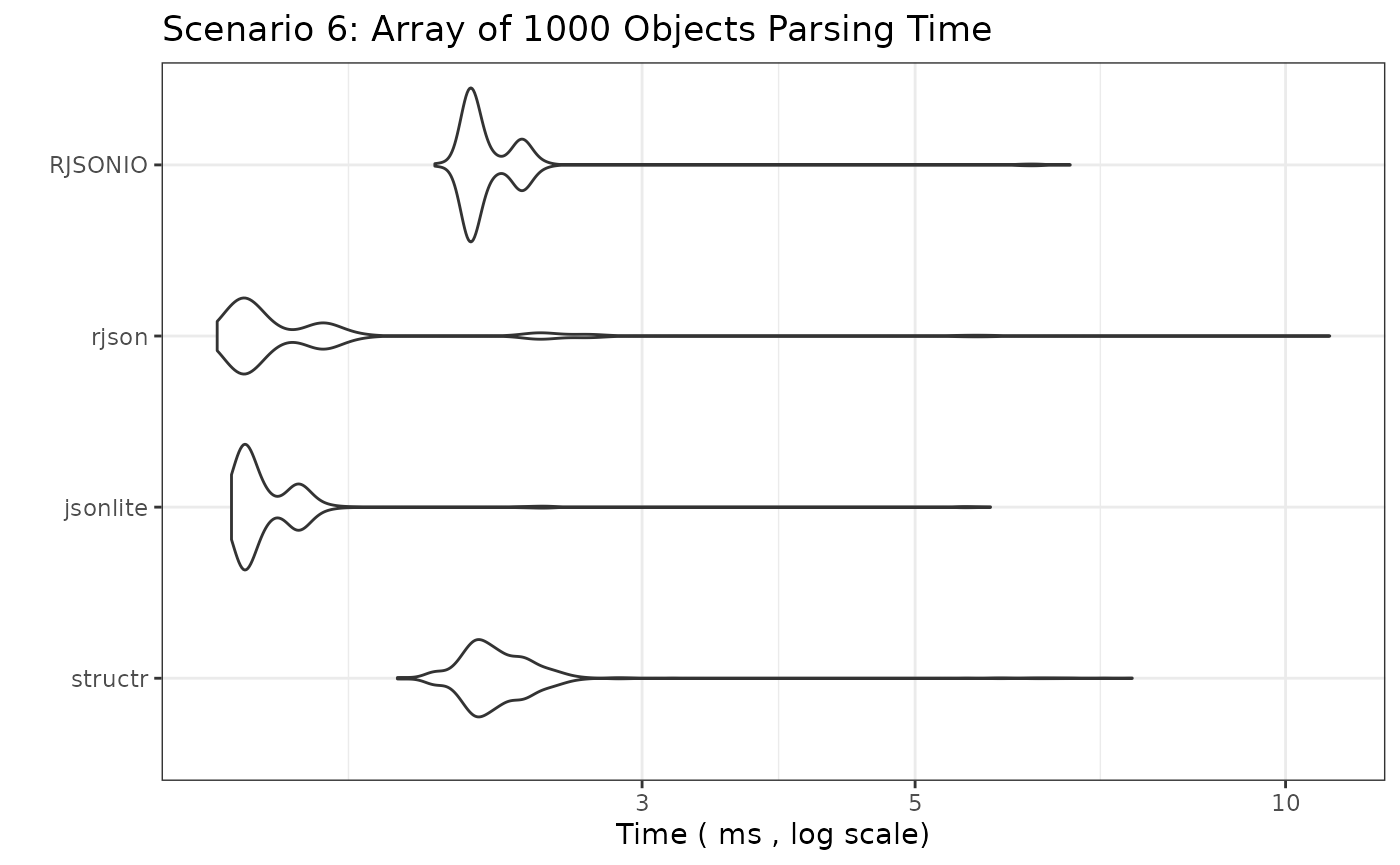 Scenario 6: Array of 1000 Objects Parsing Time
RJSONIO
rjson
jsonlite
structr
3 5 10
Time ( ms , log scale)